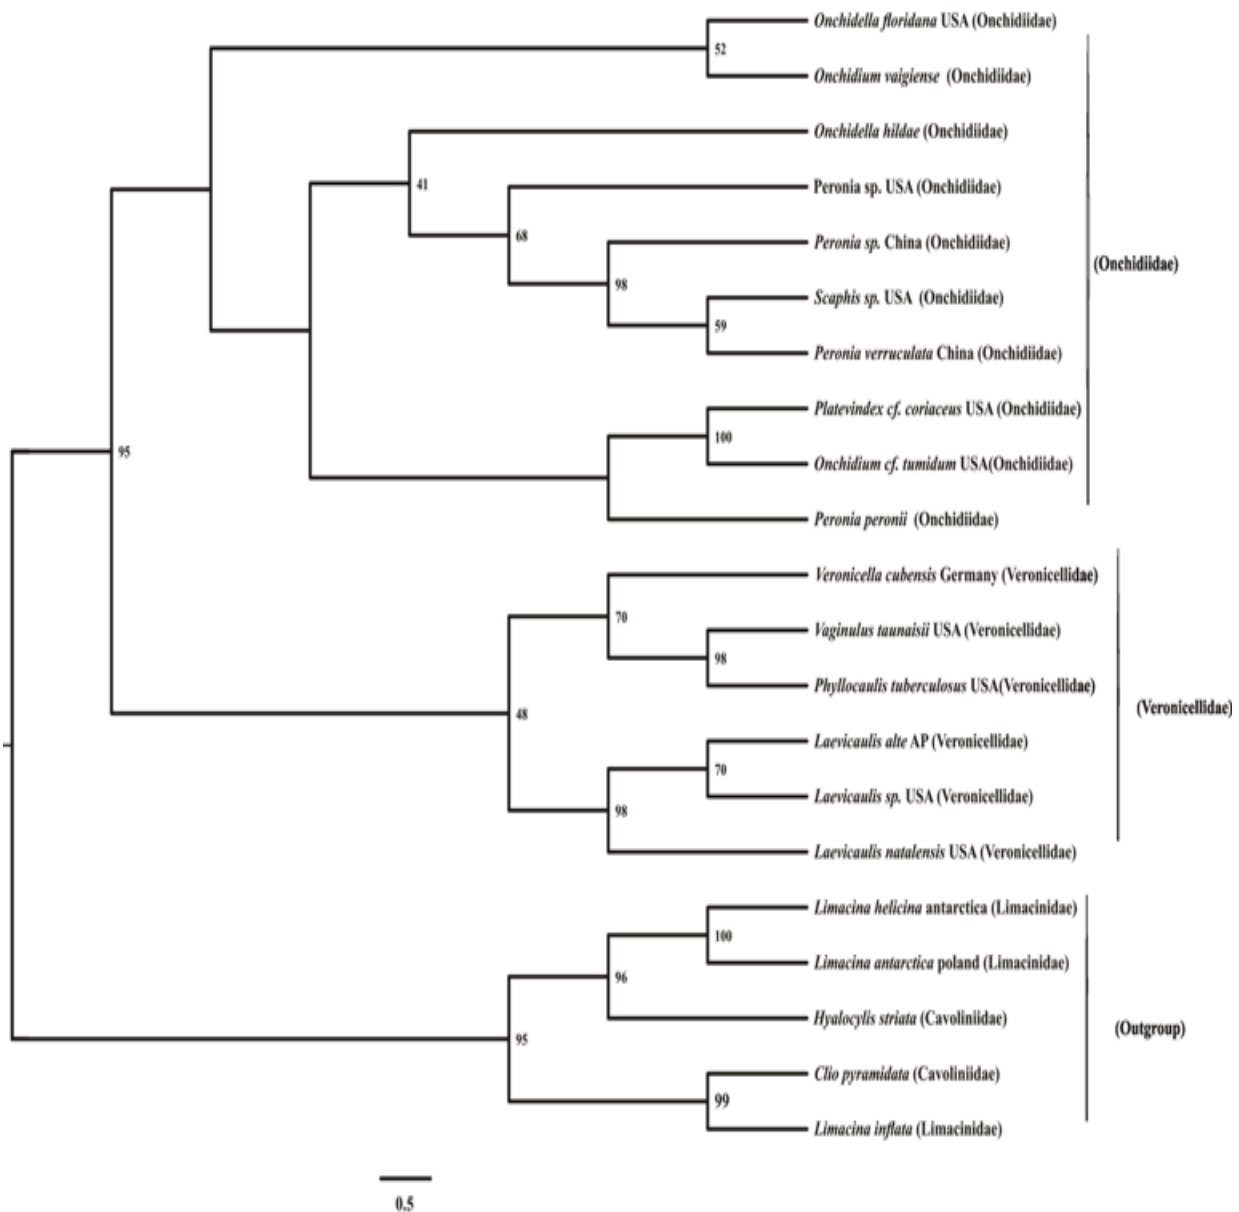 Onchidella floridana USA (Onchidiidae)
52
Onchidium vaigiense (Onchidiidae)
Onchidella hildae (Onchidiidae)
41
Peronia sp. USA (Onchidiidae)
68
Peronia sp. China (Onchidiidae)
(Onchidiidae)
98
Scaphis sp. USA (Onchidiidae)
59
Peronia verruculata China (Onchidiidae)
Platevindex cf. coriaceus USA (Onchidiidae)
100
95
Onchidium cf. tumidum USA(Onchidiidae)
Peronia peronii (Onchidiidae)
Veronicella cubensis Germany (Veronicellidae)
70
Vaginulus taunaisii USA (Veronicellidae)
98
Phyllocaulis tuberculosus USA(Veronicellidae)
(Veronicellidae)
48
Laevicaulis alte AP (Veronicellidae)
70
Laevicaulis sp. USA (Veronicellidae)
98
Laevicaulis natalensis USA (Veronicellidae)
Limacina helicina antarctica (Limacinidae)
100
Limacina antarctica poland (Limacinidae)
96
Hyalocylis striata (Cavoliniidae)
(Outgroup)
95
Clio pyramidata (Cavoliniidae)
99
Limacina inflata (Limacinidae)
0.5